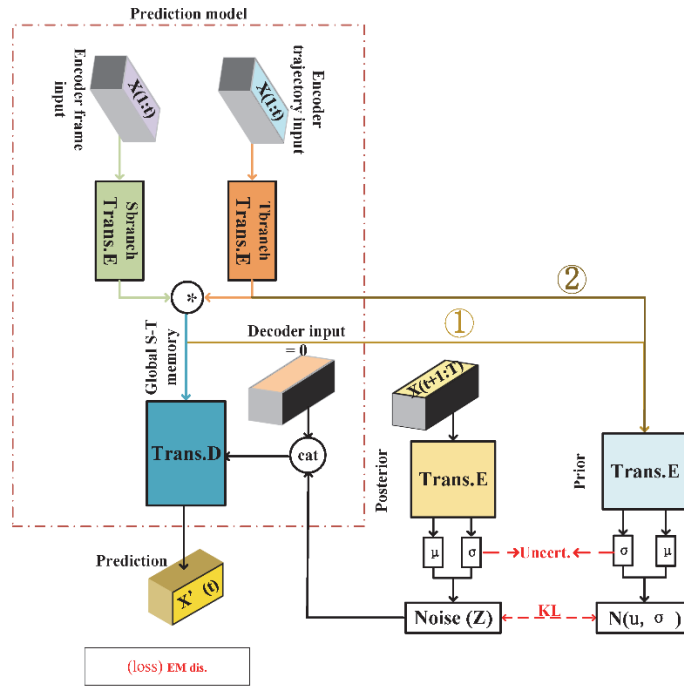 Prediction model
Encoder frame
input
X(1:t)
X(1:t)
Encoder
trajectory input
Sbranch
Trans.E
Tbranch
Trans.E
*
②
①
Global S-T
memory
Decoder input
= 0
X(t+1:T)
Trans.D
cat
Posterior
Trans.E
Prior
Trans.E
μ
σ
Uncert.
σ
μ
Prediction
X' (t)
Noise (Z)
KL
N(u, σ )
(loss) EM dis.